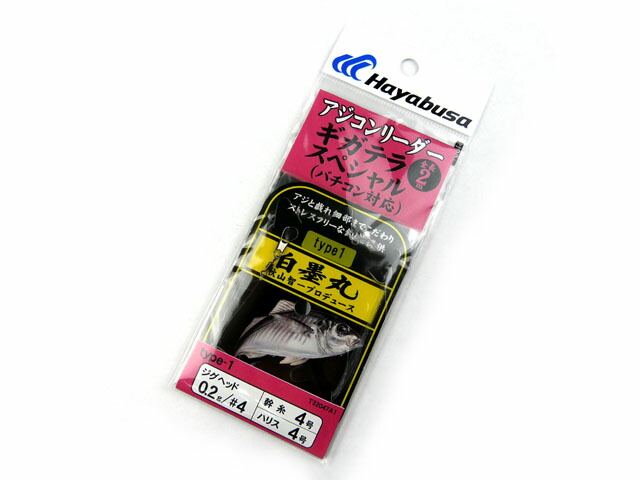 Hayabusa
アジコンリーダー
ギガテラ
スペシャル
全長2m
(バチコン対応)
アジと戯れ細部までこだわり
ストレスフリーな
供
type1
白墨丸
山智一プロデュース
type-1
T32047A1
ジグヘッド
0.2号/#4
幹糸 4号
ハリス 4号